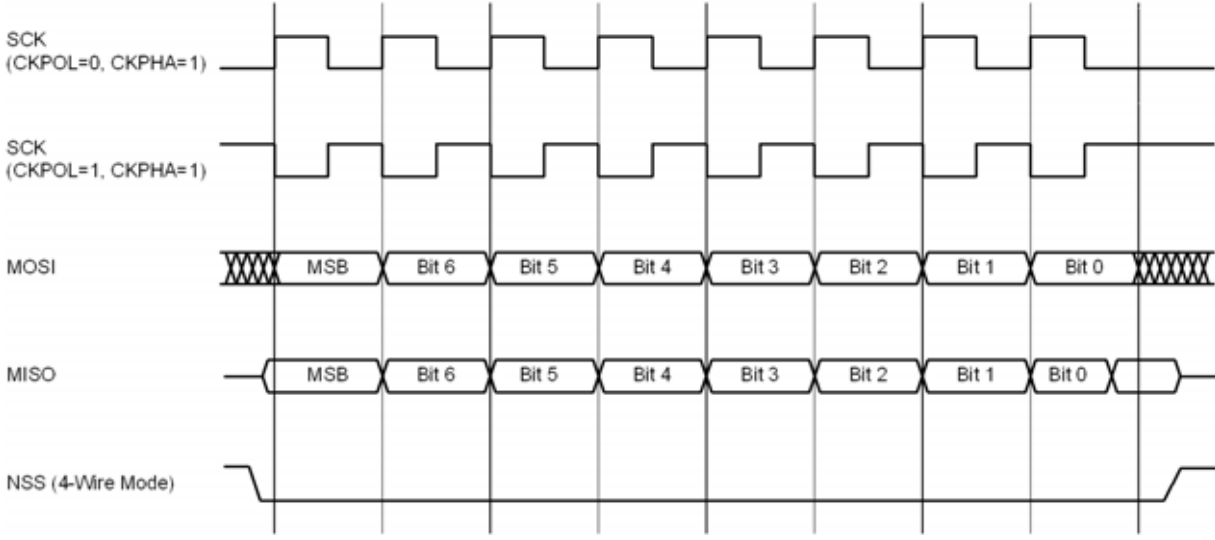 SCK
(CKPOL=0, CKPHA=1)
SCK
(CKPOL=1, CKPHA=1)
MOSI MSB Bit 6 Bit 5 Bit 4 Bit 3 Bit 2 Bit 1 Bit 0
MISO MSB Bit 6 Bit 5 Bit 4 Bit 3 Bit 2 Bit 1 Bit 0
NSS (4-Wire Mode)